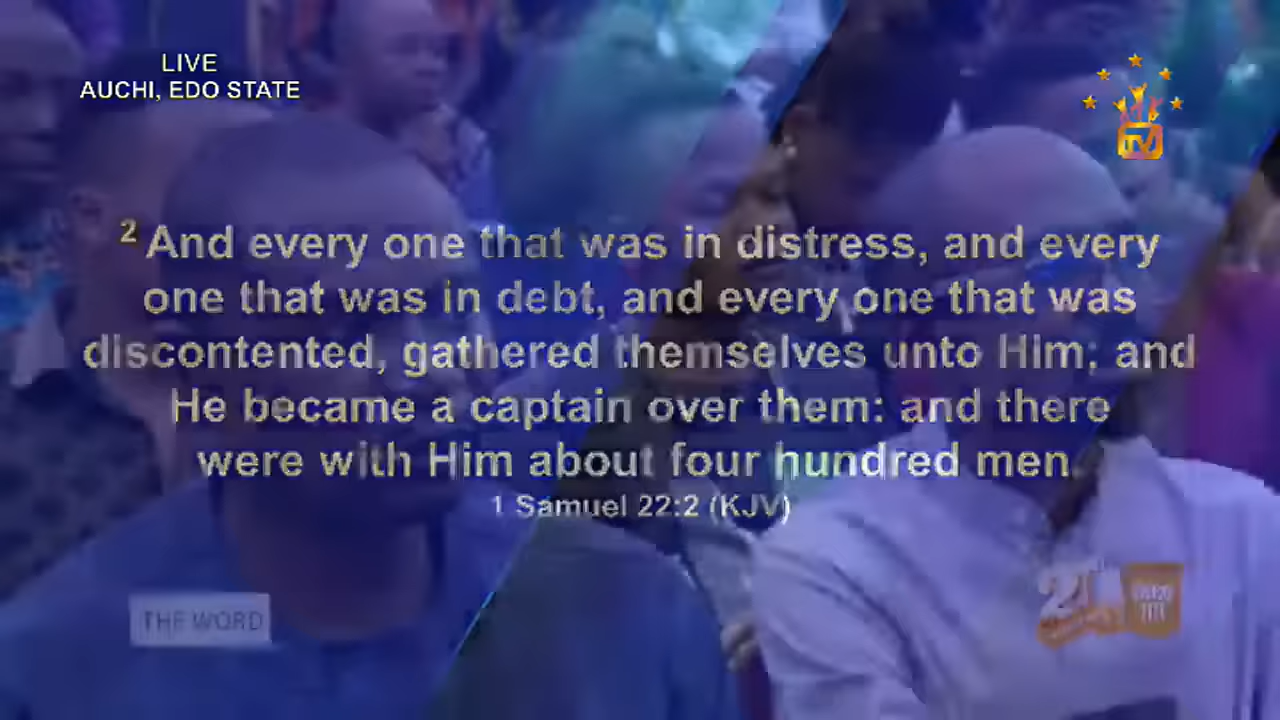 LIVE
AUCHI, EDO STATE
TV
2 And every one that was in distress, and every
one that was in debt, and every one that was
discontented, gathered themselves unto Him; and
He became a captain over them: and there
were with Him about four hundred men.
1 Samuel 22:2 (KJV)
THE WORD